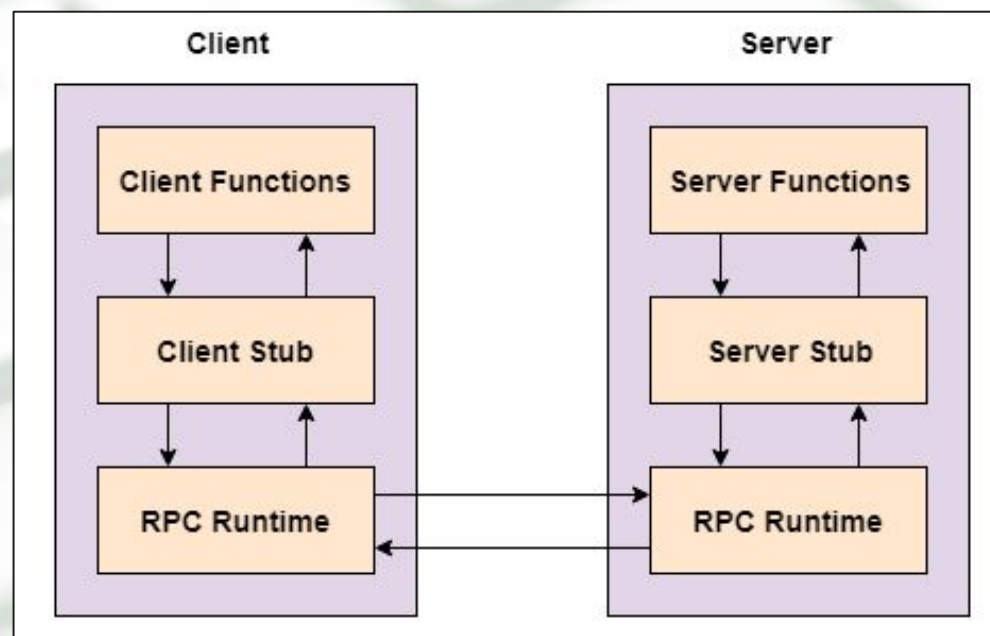 Client
Server
Client Functions
Server Functions
Client Stub
Server Stub
RPC Runtime
RPC Runtime